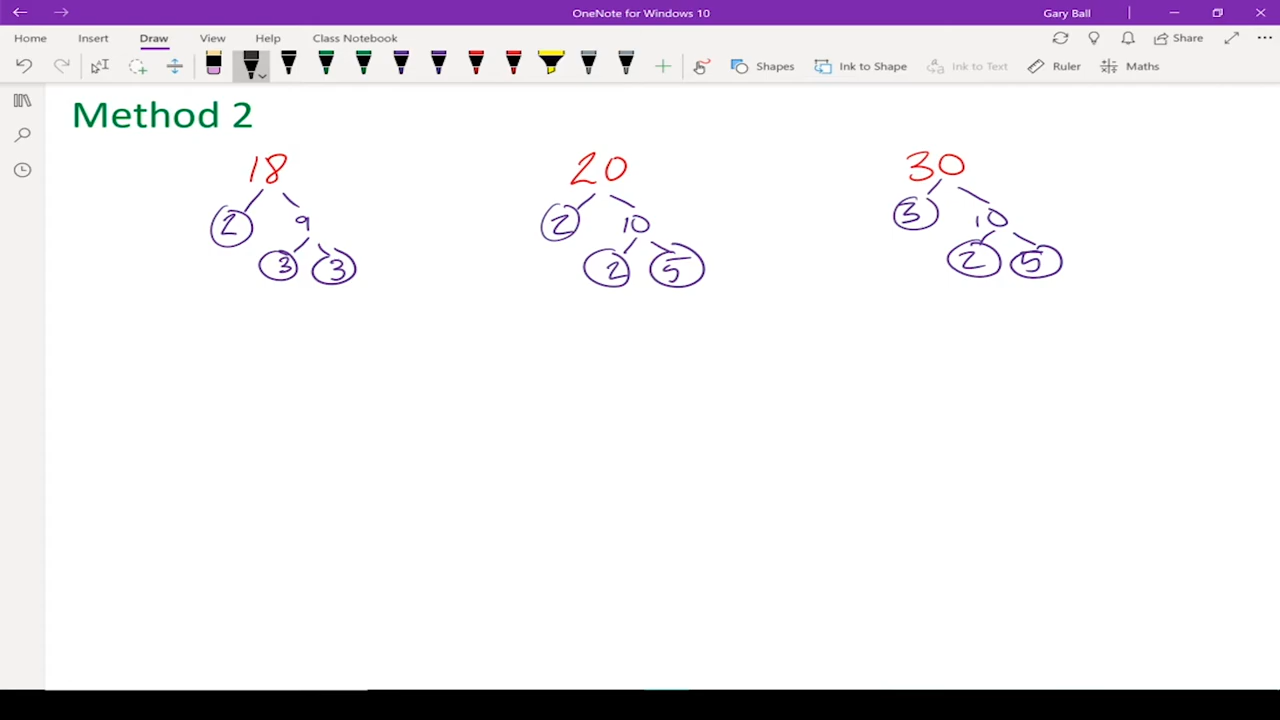 OneNote for Windows 10
Gary Ball
Home Insert Draw View Help Class Notebook
Share
Shapes Ink to Shape Ink to Text Ruler Maths
Method 2
18 20 30
2 9 2 10 3 10
3 3 2 5 2 5